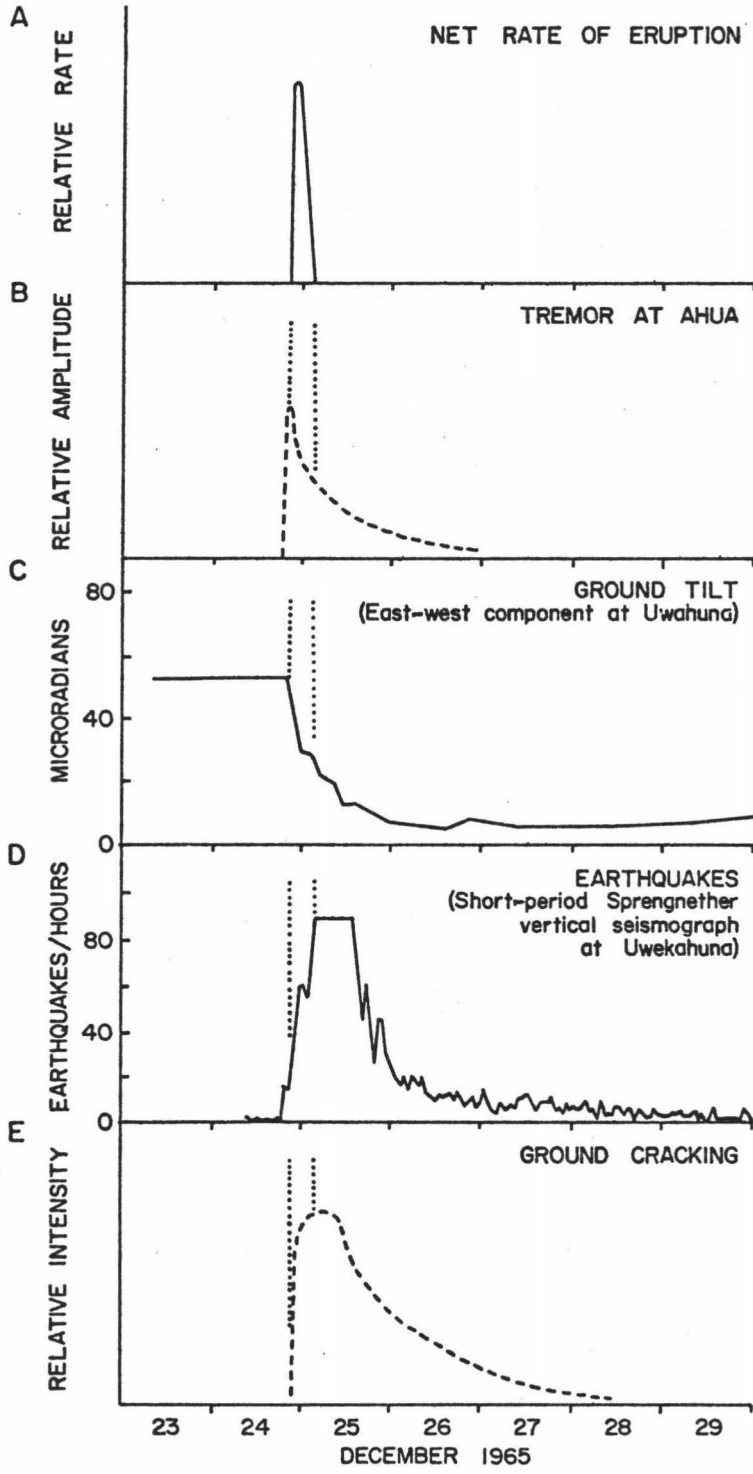 A
NET RATE OF ERUPTION
RELATIVE RATE
B
TREMOR AT AHUA
RELATIVE AMPLITUDE
C
80
GROUND TILT
(East-west component at Uwahuna)
MICRORADIANS
40
0
D
EARTHQUAKES
(Short-period Sprengnether
vertical seismograph
at Uwekahuna)
EARTHQUAKES/HOURS
80
40
0
E
GROUND CRACKING
RELATIVE INTENSITY
23 24 25 26 27 28 29
DECEMBER 1965